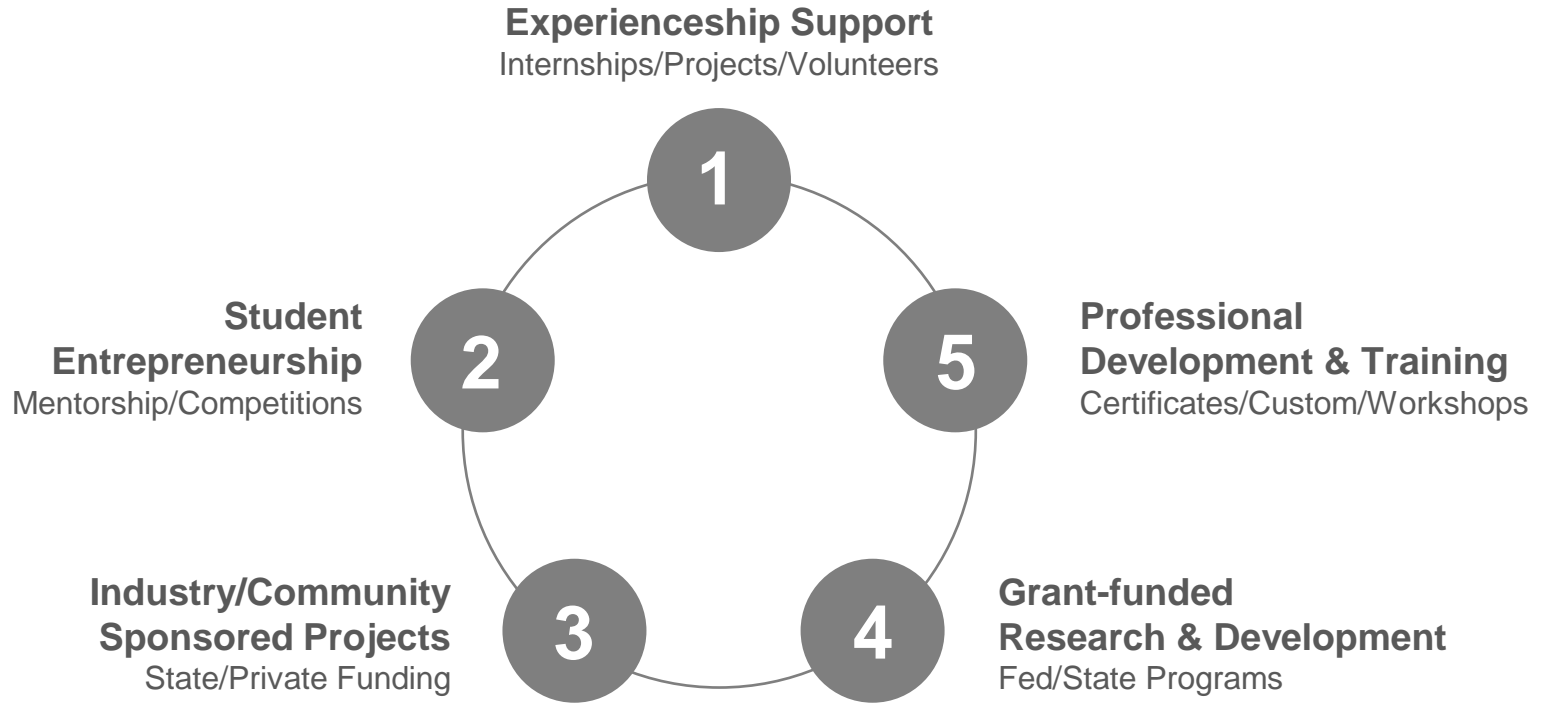 Experienceship Support
Internships/Projects/Volunteers
1
Student
Entrepreneurship
Mentorship/Competitions
2
Industry/Community
Sponsored Projects
State/Private Funding
3
4
Grant-funded
Research & Development
Fed/State Programs
5
Professional
Development & Training
Certificates/Custom/Workshops